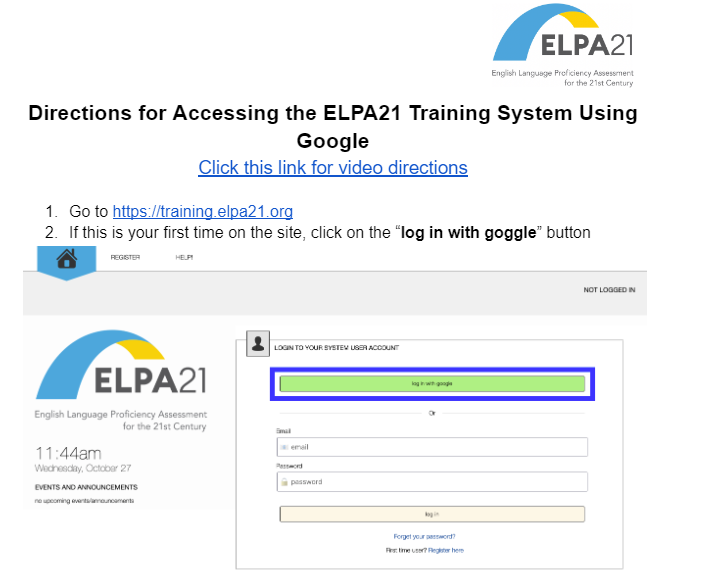 ELPA21
English Language Proficiency Assessment
for the 21st Century
Directions for Accessing the ELPA21 Training System Using
Google
Click this link for video directions
1. Go to https://training.elpa21.org
2. If this is your first time on the site, click on the “log in with goggle” button
REGISTER HELP!
NOT LOGGED IN
ELPA21
English Language Proficiency Assessment
for the 21st Century
11:44am
Wednesday, October 27
EVENTS AND ANNOUNCEMENTS
no upcoming events/announcements
LOGIN TO YOUR SYSTEM USER ACCOUNT
log in with google
Or
Email
email
Password
password
log in
Forget your password?
First time user? Register here